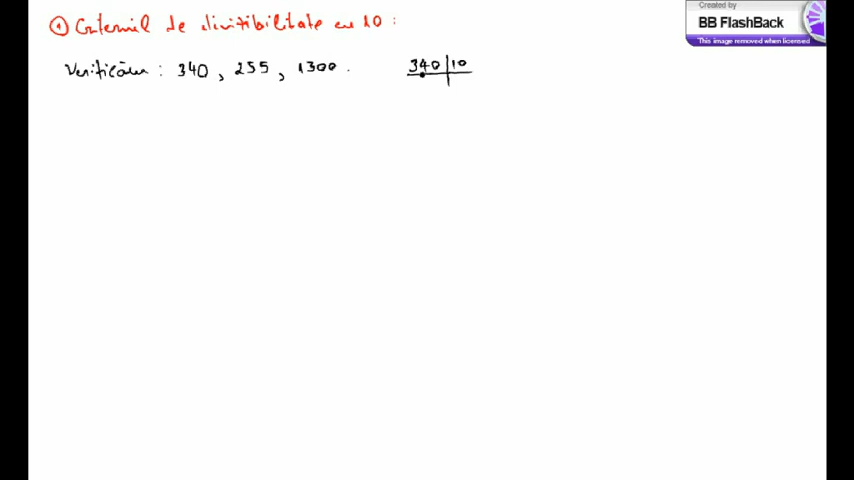 ① Criteriul de divizibilitate cu 10 :
Verificăm : 340 , 255 , 1300 .
340 | 10
Created by
BB FlashBack
This image removed when licensed